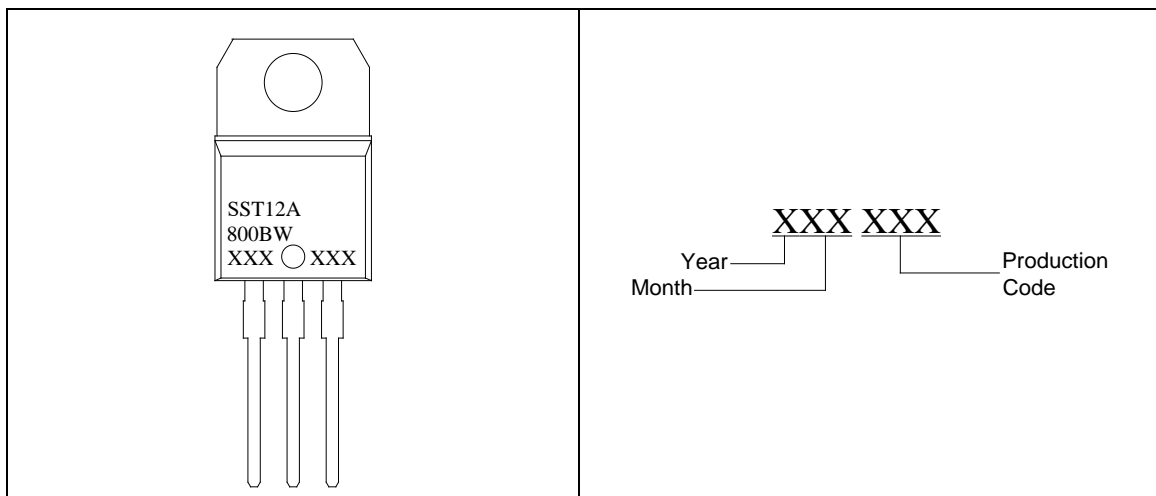 SST12A
800BW
XXX XXX
XXX XXX
Year
Month
Production
Code